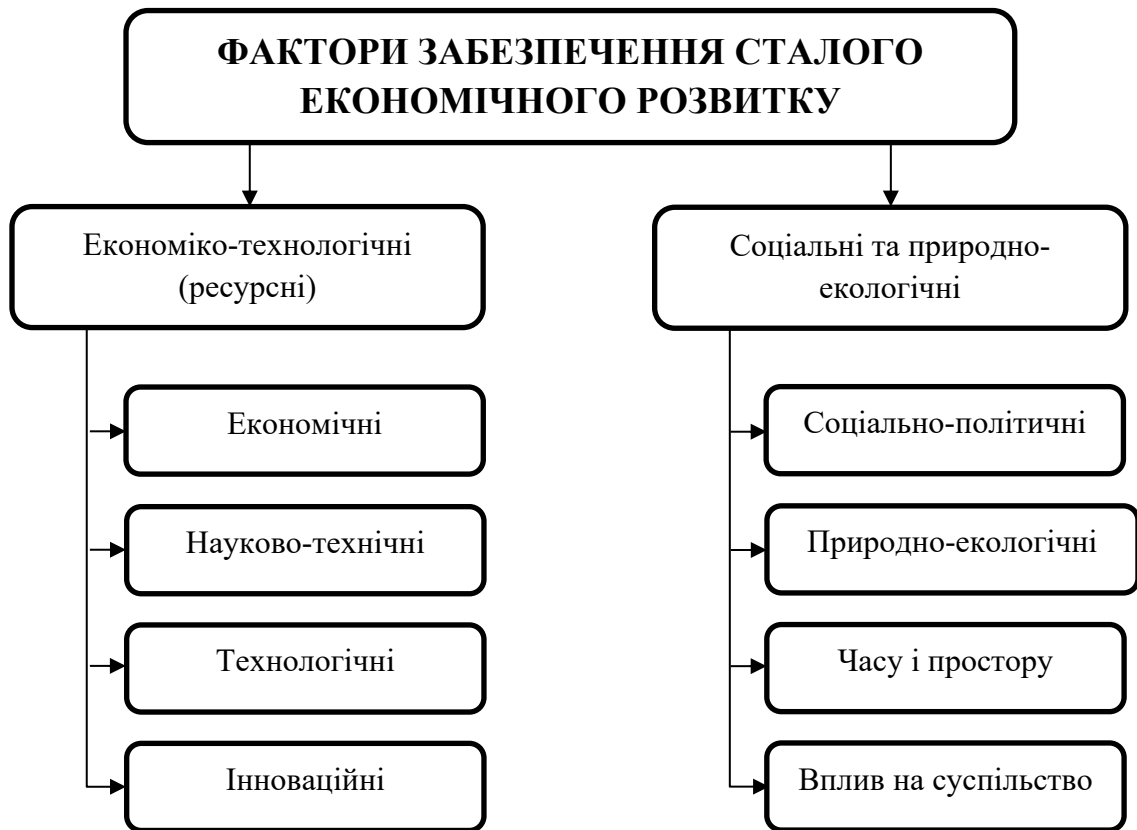 ФАКТОРИ ЗАБЕЗПЕЧЕННЯ СТАЛОГО
ЕКОНОМІЧНОГО РОЗВИТКУ
Економіко-технологічні
(ресурсні)
Економічні
Науково-технічні
Технологічні
Інноваційні
Соціальні та природно-
екологічні
Соціально-політичні
Природно-екологічні
Часу і простору
Вплив на суспільство